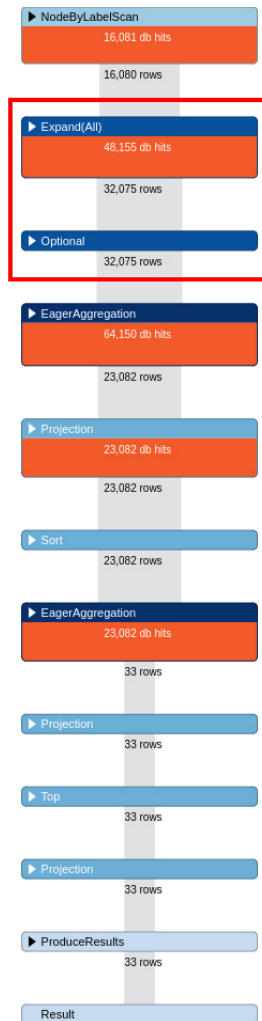 NodeByLabelScan
16,081 db hits
16,080 rows
Expand(All)
48,155 db hits
32,075 rows
Optional
32,075 rows
EagerAggregation
64,150 db hits
23,082 rows
Projection
23,082 db hits
23,082 rows
Sort
23,082 rows
EagerAggregation
23,082 db hits
33 rows
Projection
33 rows
Top
33 rows
Projection
33 rows
ProduceResults
33 rows
Result